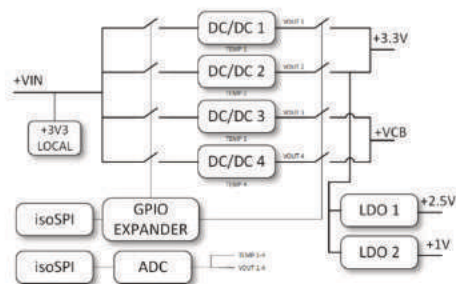 DC/DC 1
VOUT 1
TEMP 1
+3.3V
DC/DC 2
VOUT 2
TEMP 2
+VIN
DC/DC 3
VOUT 3
TEMP 3
+3V3
LOCAL
+VCB
DC/DC 4
VOUT 4
TEMP 4
isoSPI
GPIO
EXPANDER
LDO 1
+2.5V
isoSPI
ADC
TEMP 1-4
VOUT 1-4
LDO 2
+1V